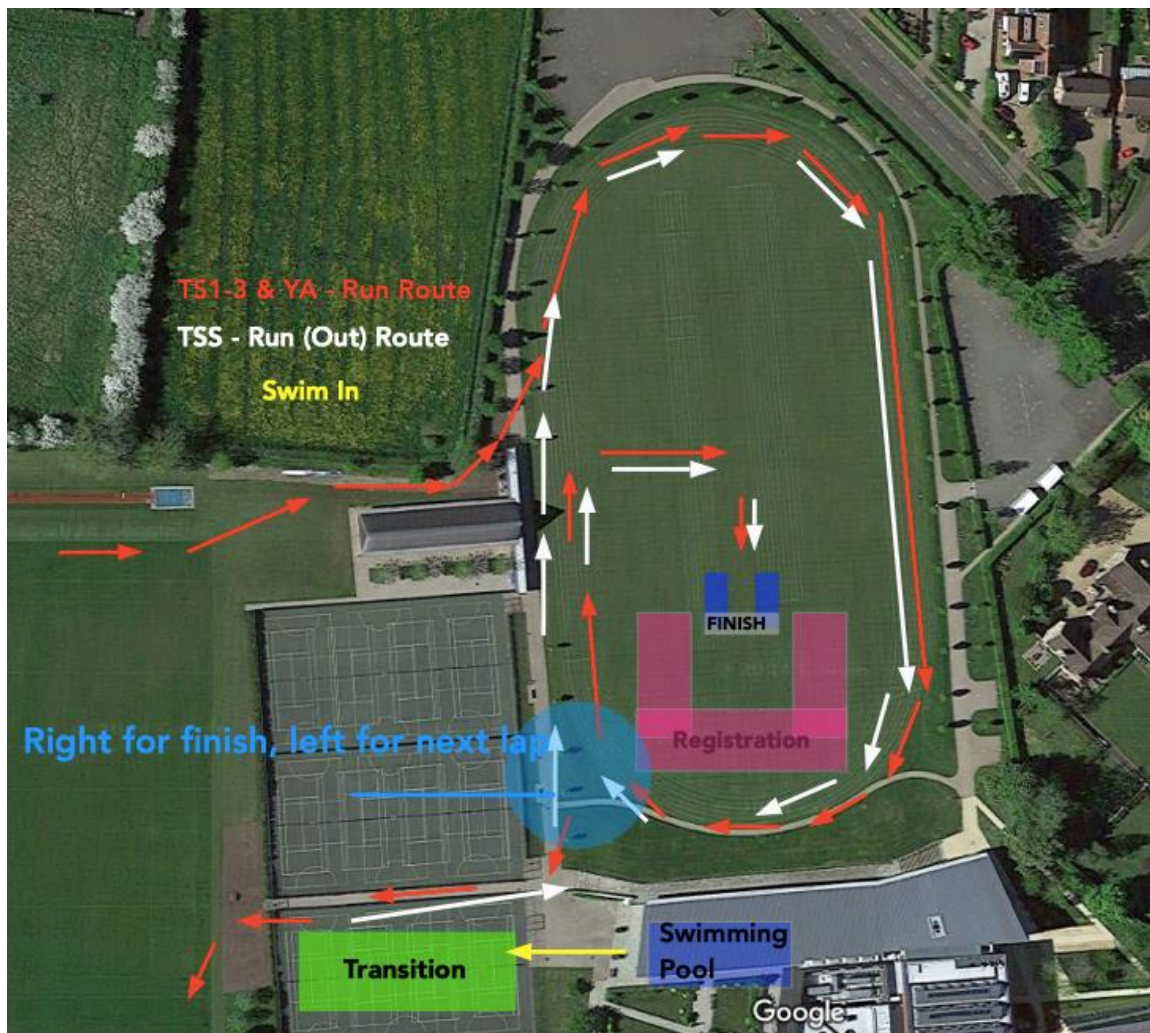 TS1-3 & YA - Run Route
TSS - Run (Out) Route
Swim In
FINISH
Registration
Right for finish, left for next lap
Transition
Swimming
Pool
Google